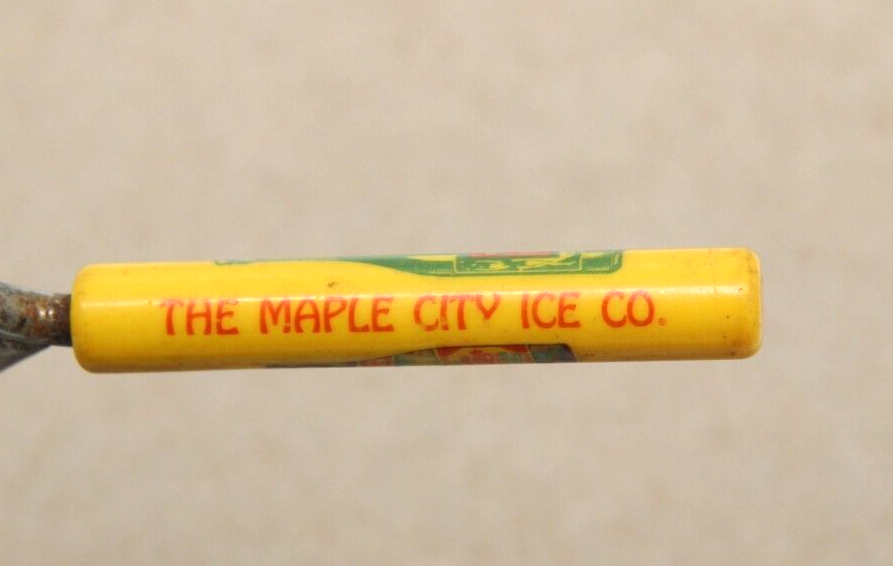 THE MAPLE CITY ICE CO.